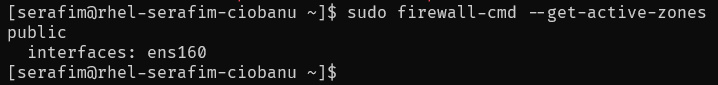 [serafim@rhel-serafim-ciobanu ~]$ sudo firewall-cmd --get-active-zones
public
  interfaces: ens160
[serafim@rhel-serafim-ciobanu ~]$